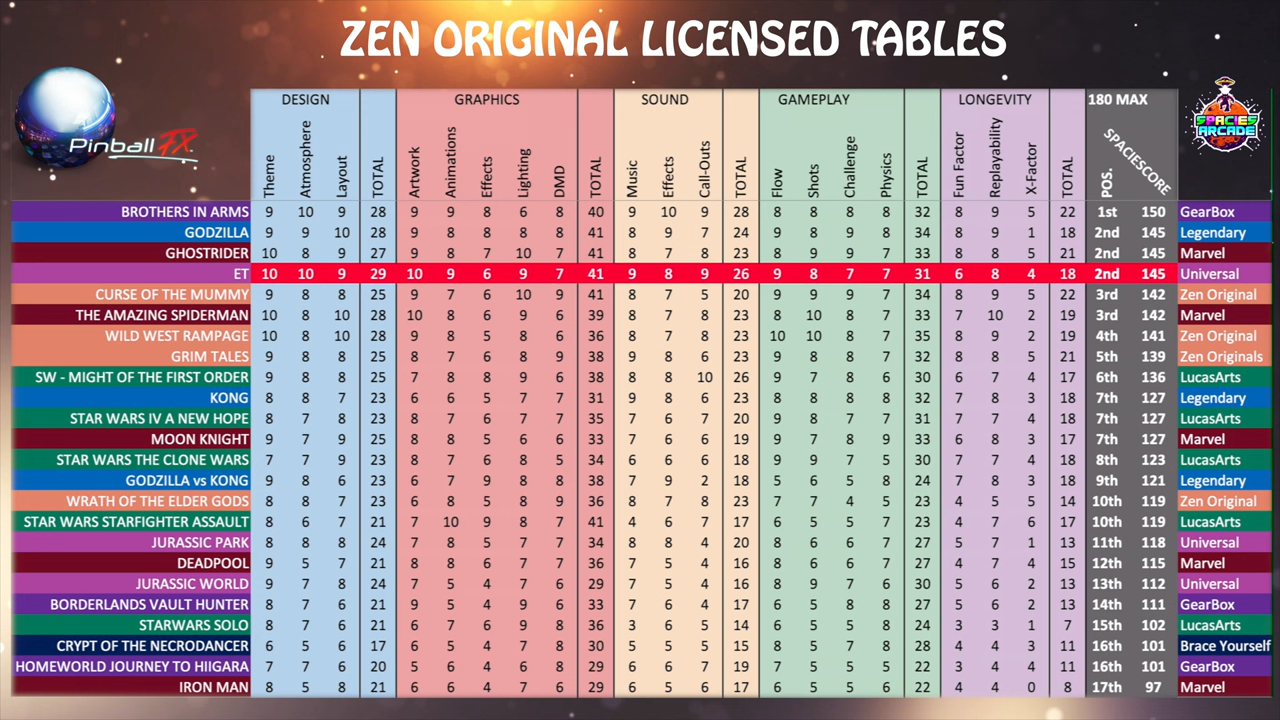 ZEN ORIGINAL LICENSED TABLES
PinballFX
SPACIES
ARCADE
DESIGN GRAPHICS SOUND GAMEPLAY LONGEVITY 180 MAX
Theme Atmosphere Layout TOTAL Artwork Animations Effects Lighting DMD TOTAL Music Effects Call-Outs TOTAL Flow Shots Challenge Physics TOTAL Fun Factor Replayability X-Factor TOTAL POS. SPACIESCORE
BROTHERS IN ARMS 9 10 9 28 9 9 8 6 8 40 9 10 9 28 8 8 8 8 32 8 9 5 22 1st 150 GearBox
GODZILLA 9 9 10 28 9 8 8 8 8 41 8 9 7 24 9 8 8 9 34 8 9 1 18 2nd 145 Legendary
GHOSTRIDER 10 8 9 27 9 8 7 10 7 41 8 7 8 23 8 9 9 7 33 8 8 5 21 2nd 145 Marvel
ET 10 10 9 29 10 9 6 9 7 41 9 8 9 26 9 8 7 7 31 6 8 4 18 2nd 145 Universal
CURSE OF THE MUMMY 9 8 8 25 9 7 6 10 9 41 8 7 5 20 9 9 9 7 34 8 9 5 22 3rd 142 Zen Original
THE AMAZING SPIDERMAN 10 8 10 28 10 8 6 9 6 39 8 7 8 23 8 10 8 7 33 7 10 2 19 3rd 142 Marvel
WILD WEST RAMPAGE 10 8 10 28 9 8 5 8 6 36 8 7 8 23 10 10 8 7 35 8 9 2 19 4th 141 Zen Original
GRIM TALES 9 8 8 25 8 7 6 8 9 38 9 8 6 23 9 8 8 7 32 8 8 5 21 5th 139 Zen Originals
SW - MIGHT OF THE FIRST ORDER 9 8 8 25 7 8 8 9 6 38 8 8 10 26 9 7 8 6 30 6 7 4 17 6th 136 LucasArts
KONG 8 8 7 23 6 6 5 7 7 31 9 8 6 23 8 8 8 8 32 7 8 3 18 7th 127 Legendary
STAR WARS IV A NEW HOPE 8 7 8 23 8 7 6 7 7 35 7 6 7 20 9 8 7 7 31 7 7 4 18 7th 127 LucasArts
MOON KNIGHT 9 7 9 25 8 8 5 6 6 33 7 6 6 19 9 7 8 9 33 6 8 3 17 7th 127 Marvel
STAR WARS THE CLONE WARS 7 7 9 23 8 7 6 8 5 34 6 6 6 18 9 9 7 5 30 7 7 4 18 8th 123 LucasArts
GODZILLA vs KONG 9 6 8 23 6 7 9 8 8 38 7 9 2 18 5 6 5 8 24 7 8 3 18 9th 121 Legendary
WRATH OF THE ELDER GODS 8 8 7 23 6 8 5 8 9 36 8 7 8 23 7 7 4 5 23 4 5 5 14 10th 119 Zen Original
STAR WARS STARFIGHTER ASSAULT 8 6 7 21 7 10 9 8 7 41 4 6 7 17 6 5 5 7 23 4 7 6 17 10th 119 LucasArts
JURASSIC PARK 8 8 8 24 7 8 5 7 7 34 8 8 4 20 8 6 6 7 27 5 7 1 13 11th 118 Universal
DEADPOOL 9 5 7 21 8 8 6 7 7 36 7 5 4 16 8 6 6 7 27 4 7 4 15 12th 115 Marvel
JURASSIC WORLD 9 7 8 24 7 5 4 7 6 29 7 5 4 16 8 9 7 6 30 5 6 2 13 13th 112 Universal
BORDERLANDS VAULT HUNTER 8 7 6 21 9 5 4 9 6 33 7 6 4 17 6 5 8 8 27 5 6 2 13 14th 111 GearBox
STARWARS SOLO 8 7 6 21 8 6 5 9 8 36 3 6 5 14 6 5 5 8 24 3 3 1 7 15th 102 LucasArts
CRYPT OF THE NECRODANCER 6 5 6 17 6 5 4 7 8 30 5 5 5 15 8 5 7 8 28 4 4 3 11 16th 101 Brace Yourself
HOMEWORLD JOURNEY TO HIIGARA 7 7 6 20 5 6 4 6 8 29 6 6 7 19 7 5 5 5 22 3 4 4 11 16th 101 GearBox
IRON MAN 8 5 8 21 6 6 4 7 6 29 6 5 6 17 6 5 5 6 22 4 4 0 8 17th 97 Marvel